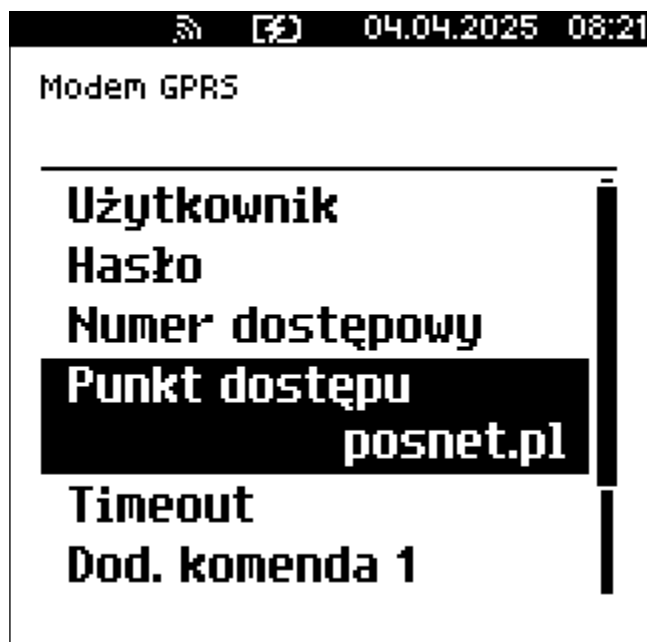 04.04.2025 08:21
Modem GPRS
Użytkownik
Hasło
Numer dostępowy
Punkt dostępu
posnet.pl
Timeout
Dod. komenda 1